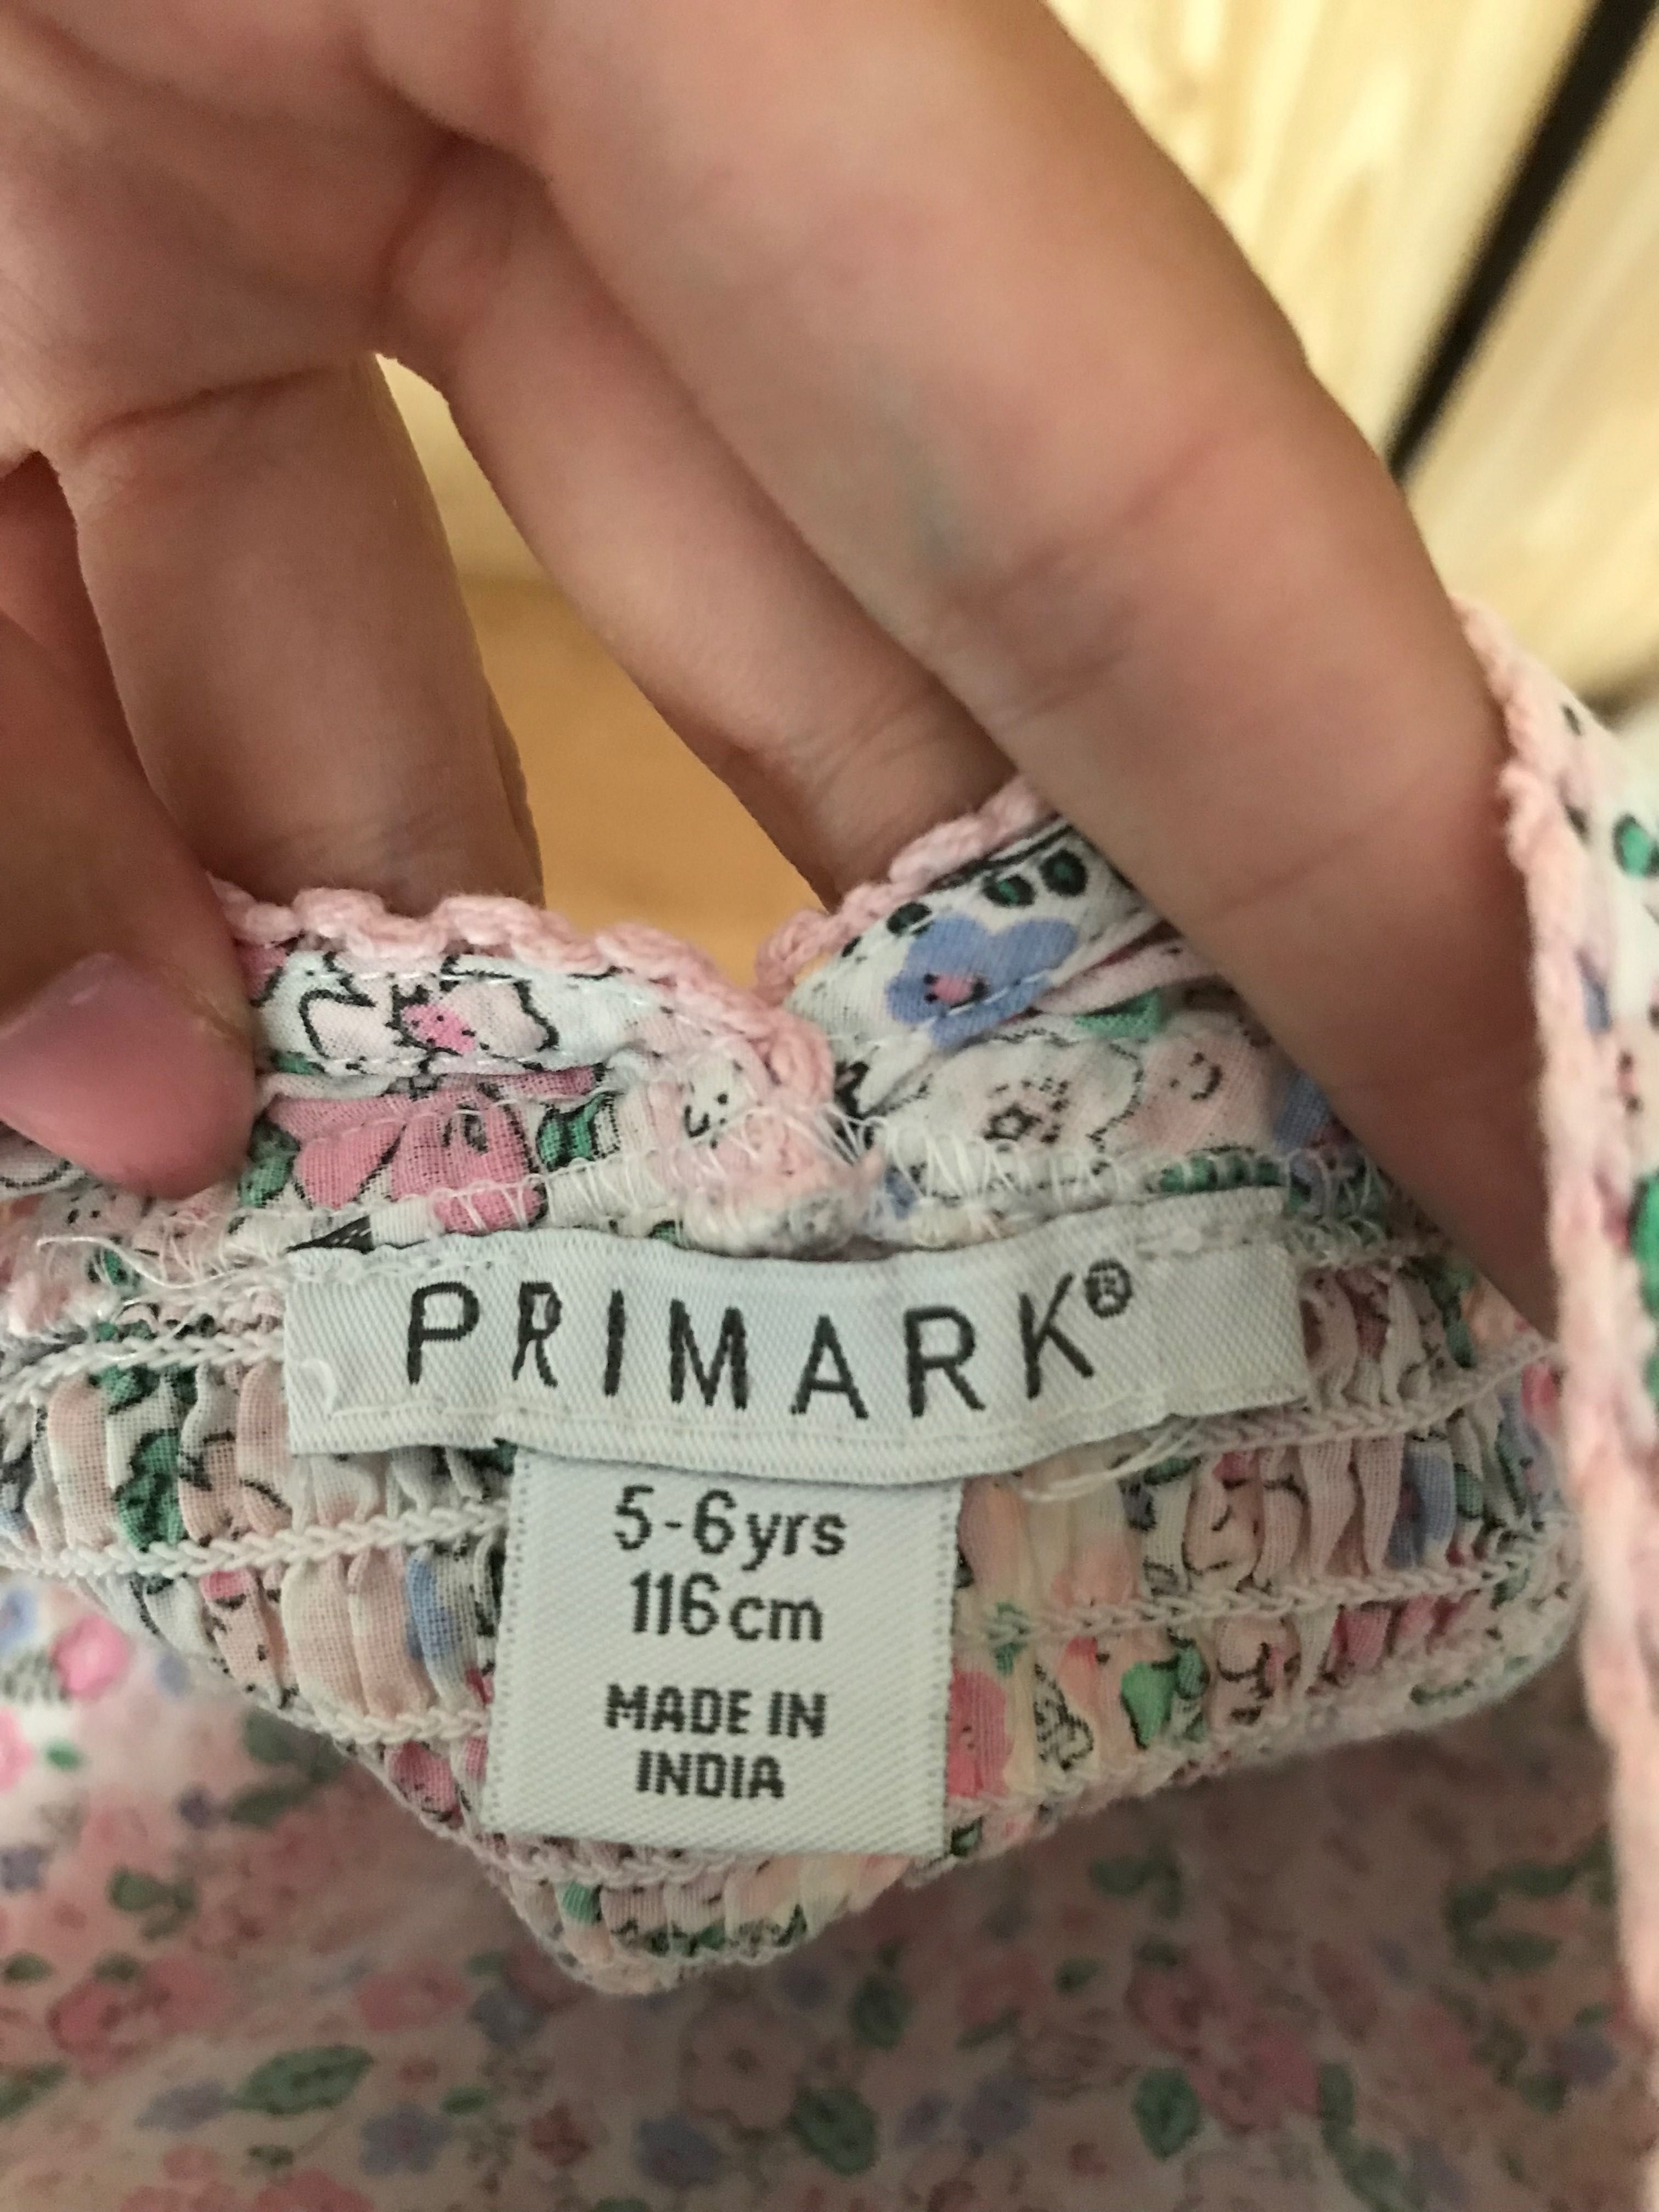 PRIMARK®
5-6yrs
116cm
MADE IN
INDIA